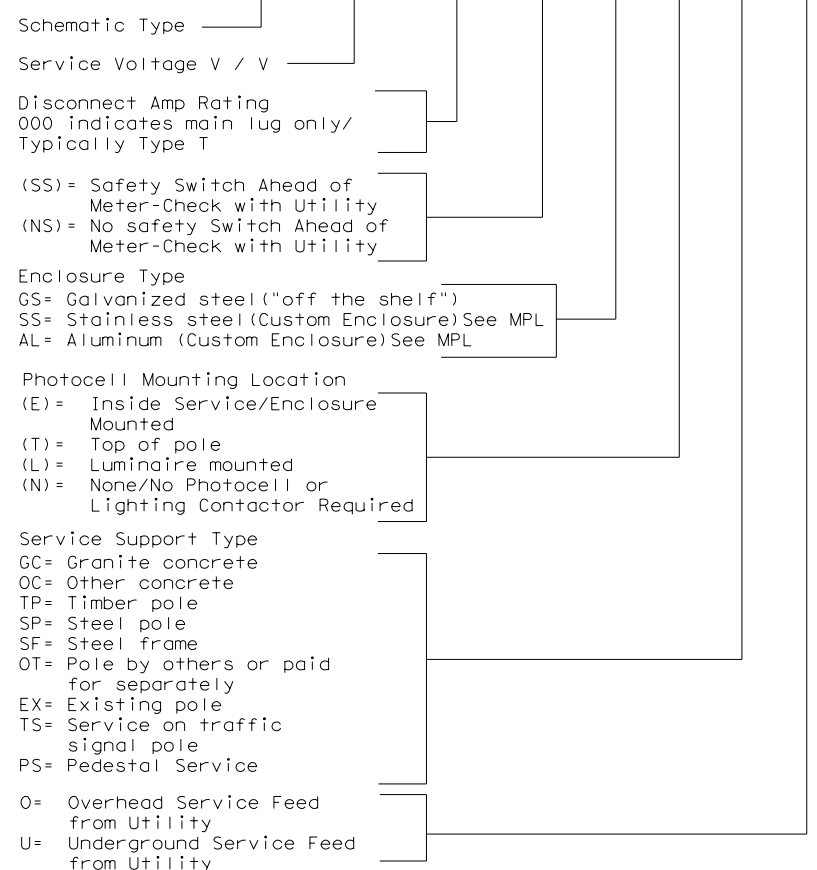 Schematic Type
Service Voltage V / V
Disconnect Amp Rating
000 indicates main lug only/
Typically Type T
(SS)= Safety Switch Ahead of
Meter-Check with Utility
(NS)= No safety Switch Ahead of
Meter-Check with Utility
Enclosure Type
GS= Galvanized steel("off the shelf")
SS= Stainless steel(Custom Enclosure)See MPL
AL= Aluminum (Custom Enclosure)See MPL
Photocell Mounting Location
(E)= Inside Service/Enclosure
Mounted
(T)= Top of pole
(L)= Luminaire mounted
(N)= None/No Photocell or
Lighting Contactor Required
Service Support Type
GC= Granite concrete
OC= Other concrete
TP= Timber pole
SP= Steel pole
SF= Steel frame
OT= Pole by others or paid
for separately
EX= Existing pole
TS= Service on traffic
signal pole
PS= Pedestal Service
O= Overhead Service Feed
from Utility
U= Underground Service Feed
from Utility